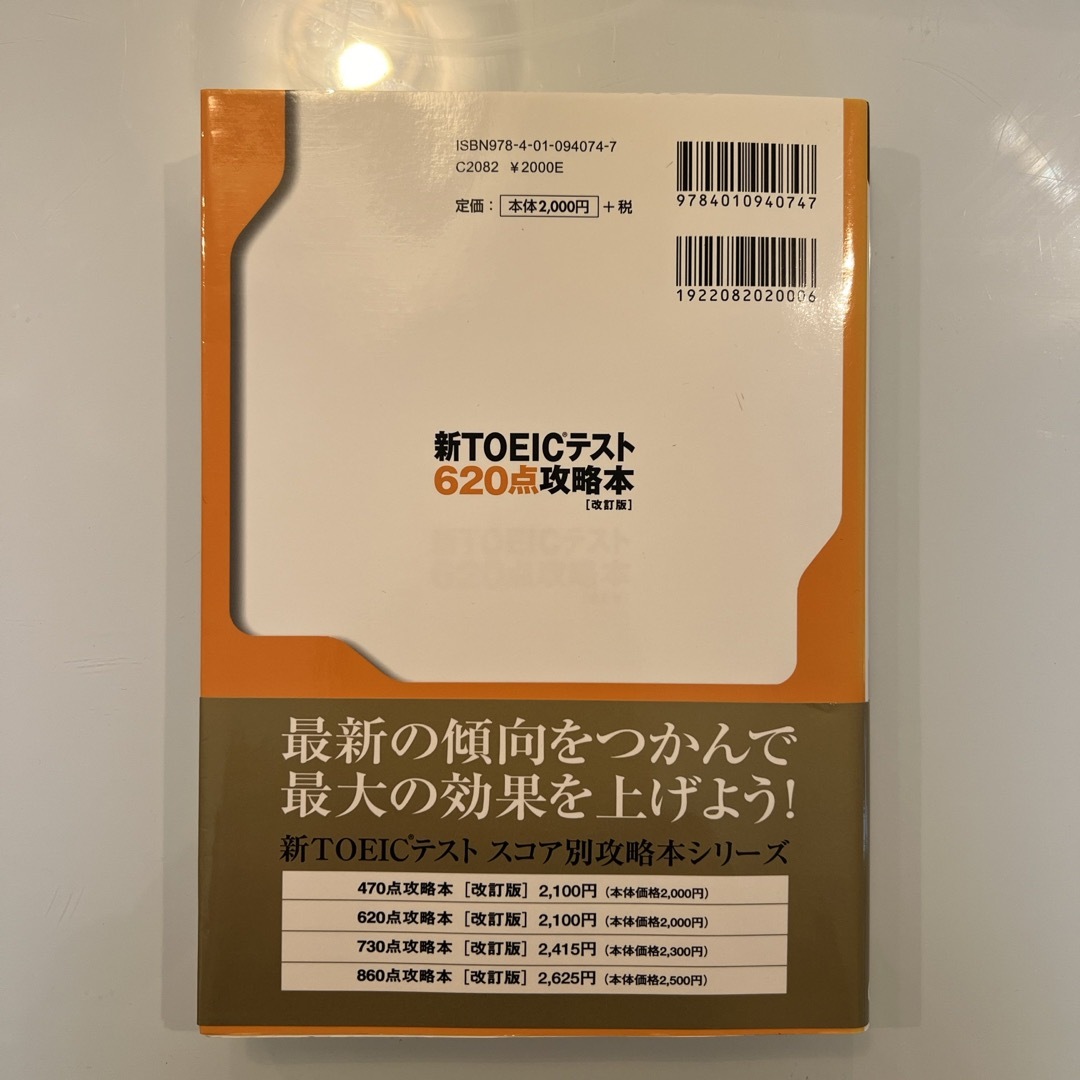 ISBN978-4-01-094074-7
C2082 ¥2000E
定価：本体2,000円＋税
9784010940747
1922082020006
新TOEIC®テスト
620点攻略本
［改訂版］
最新の傾向をつかんで
最大の効果を上げよう！
新TOEIC®テスト スコア別攻略本シリーズ
470点攻略本［改訂版］2,100円（本体価格2,000円）
620点攻略本［改訂版］2,100円（本体価格2,000円）
730点攻略本［改訂版］2,415円（本体価格2,300円）
860点攻略本［改訂版］2,625円（本体価格2,500円）